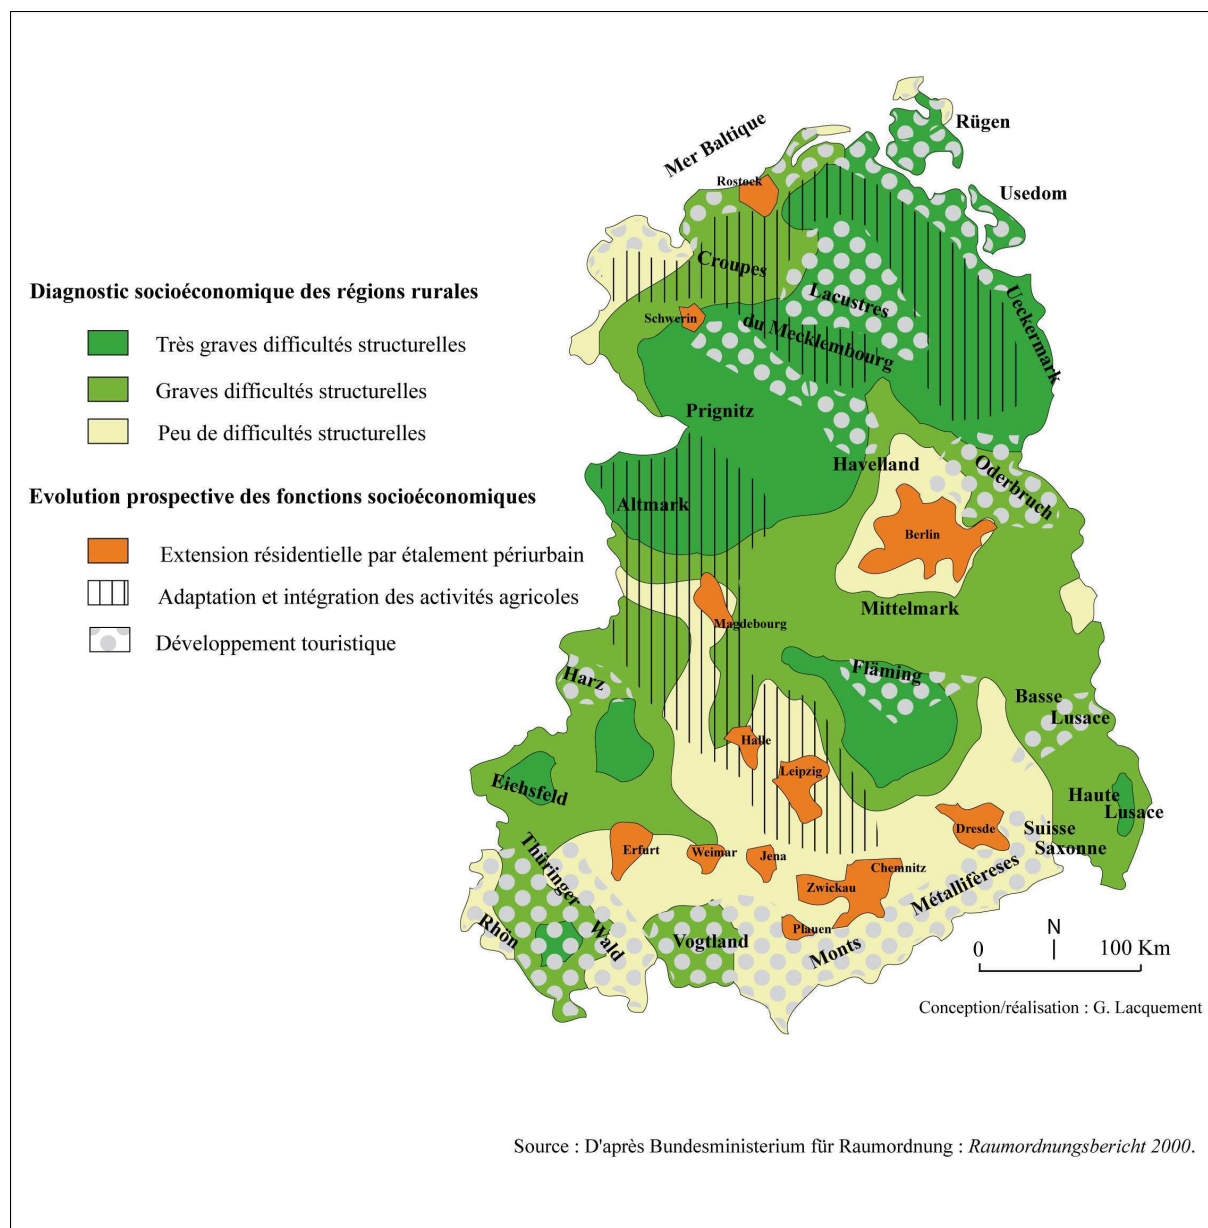 Mer Baltique
Rügen
Usedom
Rostock
Croupes
Lacustres
du Mecklembourg
Ueckermark
Schwerin
Diagnostic socioéconomique des régions rurales
Très graves difficultés structurelles
Graves difficultés structurelles
Peu de difficultés structurelles
Evolution prospective des fonctions socioéconomiques
Extension résidentielle par étalement périurbain
Adaptation et intégration des activités agricoles
Développement touristique
Prignitz
Havelland
Oderbruch
Altmark
Berlin
Mittelmark
Magdebourg
Fläming
Harz
Basse
Lusace
Halle
Leipzig
Eichsfeld
Haute
Lusace
Dresde
Suisse
Saxonne
Erfurt
Weimar
Jena
Chemnitz
Zwickau
Thüringer
Wald
Métallifèreses
Rhön
Vogtland
Plauen
Monts
N
0 100 Km
Conception/réalisation : G. Lacquement
Source : D'après Bundesministerium für Raumordnung : Raumordnungsbericht 2000.